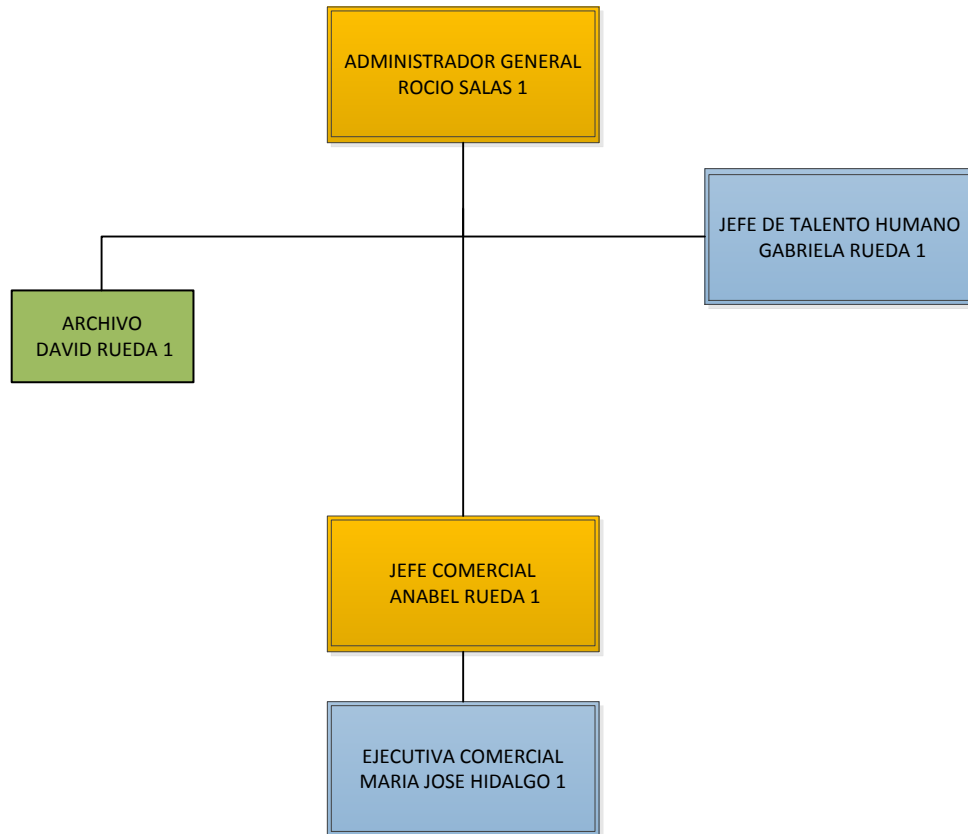 ADMINISTRADOR GENERAL
ROCIO SALAS 1
JEFE DE TALENTO HUMANO
GABRIELA RUEDA 1
ARCHIVO
DAVID RUEDA 1
JEFE COMERCIAL
ANABEL RUEDA 1
EJECUTIVA COMERCIAL
MARIA JOSE HIDALGO 1